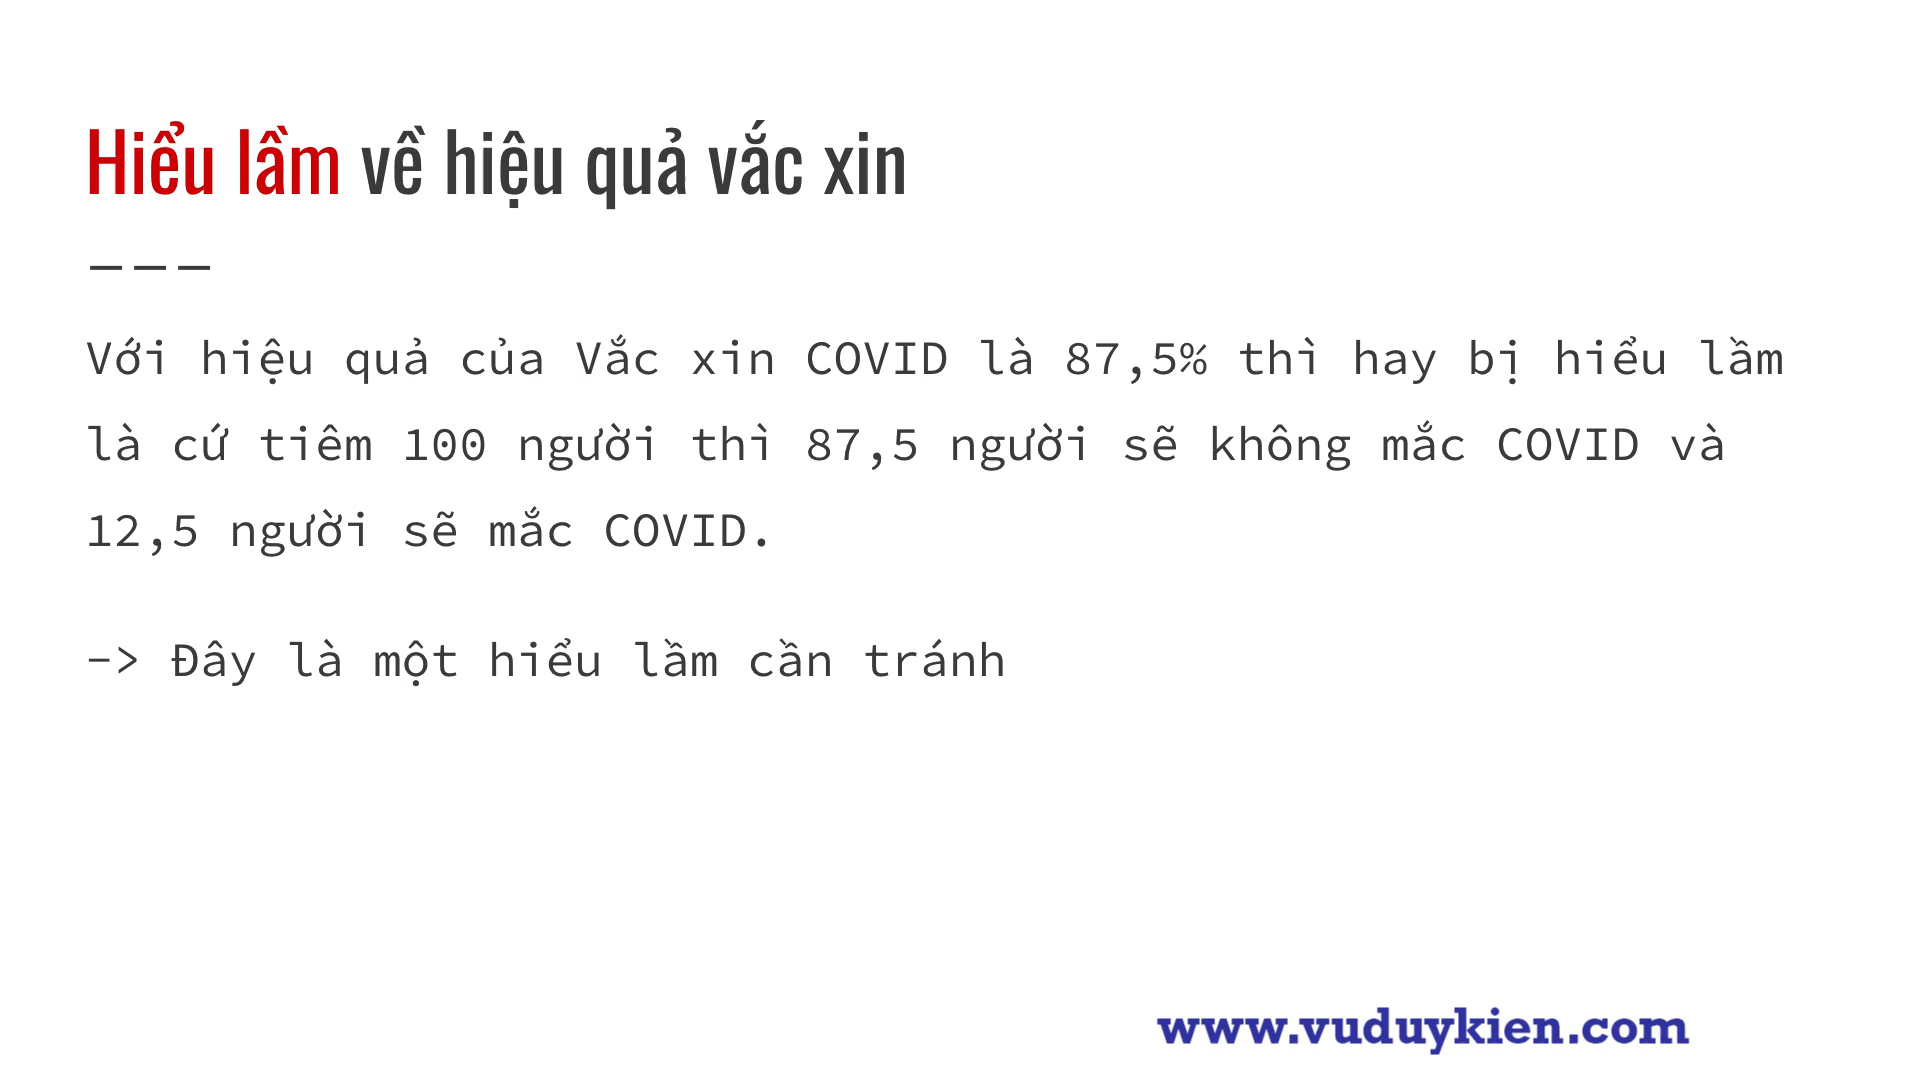 Hiểu lầm về hiệu quả vắc xin
———
Với hiệu quả của Vắc xin COVID là 87,5% thì hay bị hiểu lầm
là cứ tiêm 100 người thì 87,5 người sẽ không mắc COVID và
12,5 người sẽ mắc COVID.
-> Đây là một hiểu lầm cần tránh
www.vuduykien.com